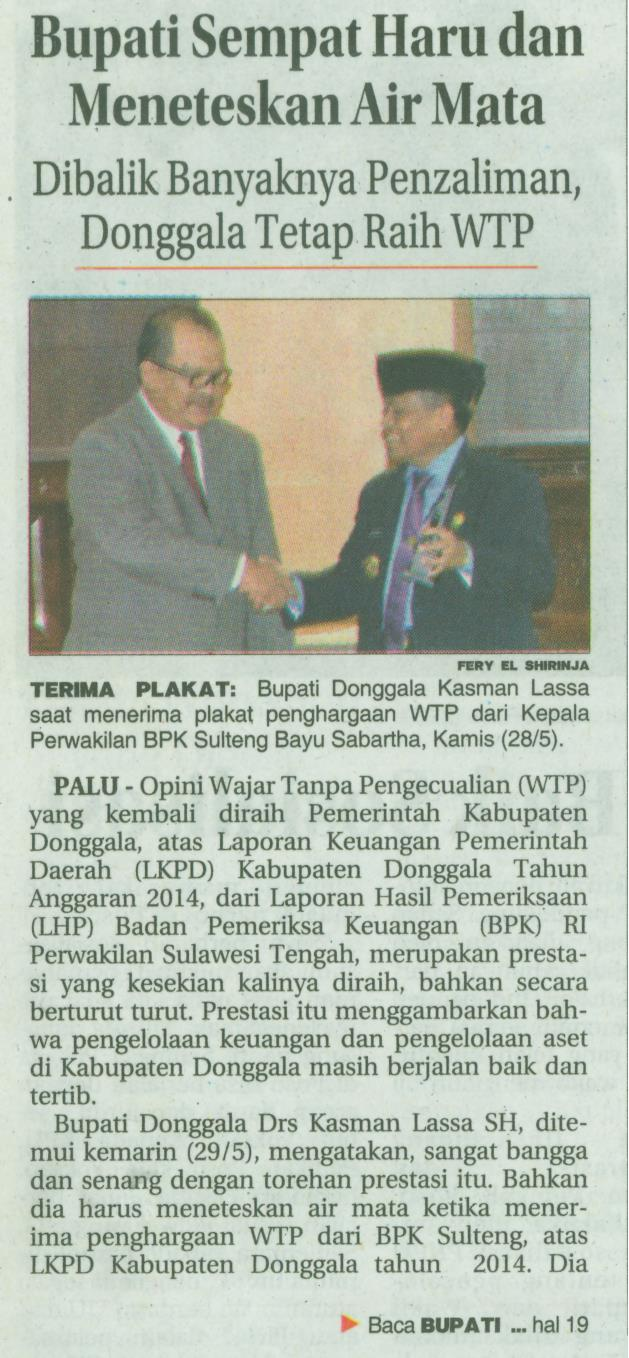 Bupati Sempat Haru dan
Meneteskan Air Mata
Dibalik Banyaknya Penzaliman,
Donggala Tetap Raih WTP
FERY EL SHIRINJA
TERIMA PLAKAT: Bupati Donggala Kasman Lassa
saat menerima plakat penghargaan WTP dari Kepala
Perwakilan BPK Sulteng Bayu Sabartha, Kamis (28/5).
PALU - Opini Wajar Tanpa Pengecualian (WTP)
yang kembali diraih Pemerintah Kabupaten
Donggala, atas Laporan Keuangan Pemerintah
Daerah (LKPD) Kabupaten Donggala Tahun
Anggaran 2014, dari Laporan Hasil Pemeriksaan
(LHP) Badan Pemeriksa Keuangan (BPK) RI
Perwakilan Sulawesi Tengah, merupakan presta-
si yang kesekian kalinya diraih, bahkan secara
berturut turut. Prestasi itu menggambarkan bah-
wa pengelolaan keuangan dan pengelolaan aset
di Kabupaten Donggala masih berjalan baik dan
tertib.
Bupati Donggala Drs Kasman Lassa SH, dite-
mui kemarin (29/5), mengatakan, sangat bangga
dan senang dengan torehan prestasi itu. Bahkan
dia harus meneteskan air mata ketika mener-
ima penghargaan WTP dari BPK Sulteng, atas
LKPD Kabupaten Donggala tahun 2014. Dia
Baca BUPATI ... hal 19